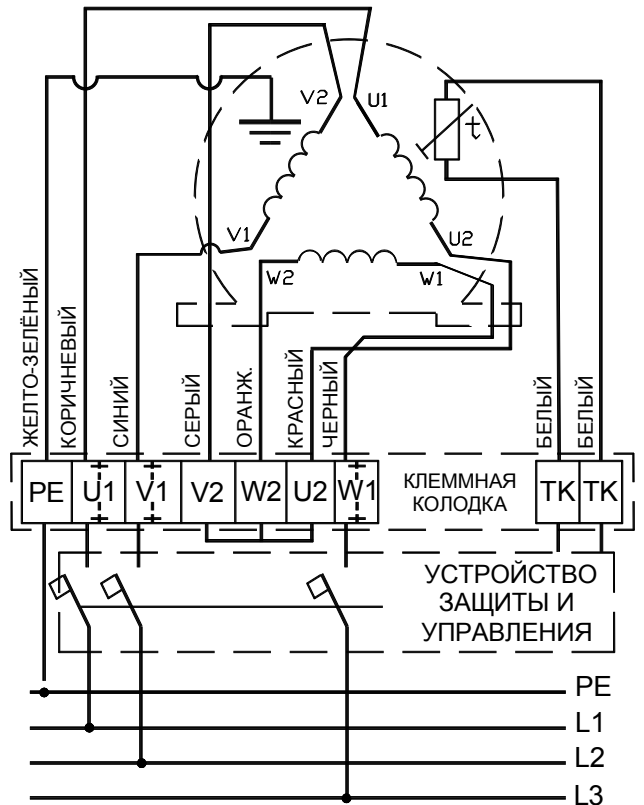 V2
U1
t
V1
U2
W2
W1
ЖЕЛТО-ЗЕЛЁНЫЙ
КОРИЧНЕВЫЙ
СИНИЙ
СЕРЫЙ
ОРАНЖ.
КРАСНЫЙ
ЧЕРНЫЙ
БЕЛЫЙ
БЕЛЫЙ
PE
U1
V1
V2
W2
U2
W1
КЛЕММНАЯ
КОЛОДКА
TK
TK
УСТРОЙСТВО
ЗАЩИТЫ И
УПРАВЛЕНИЯ
PE
L1
L2
L3